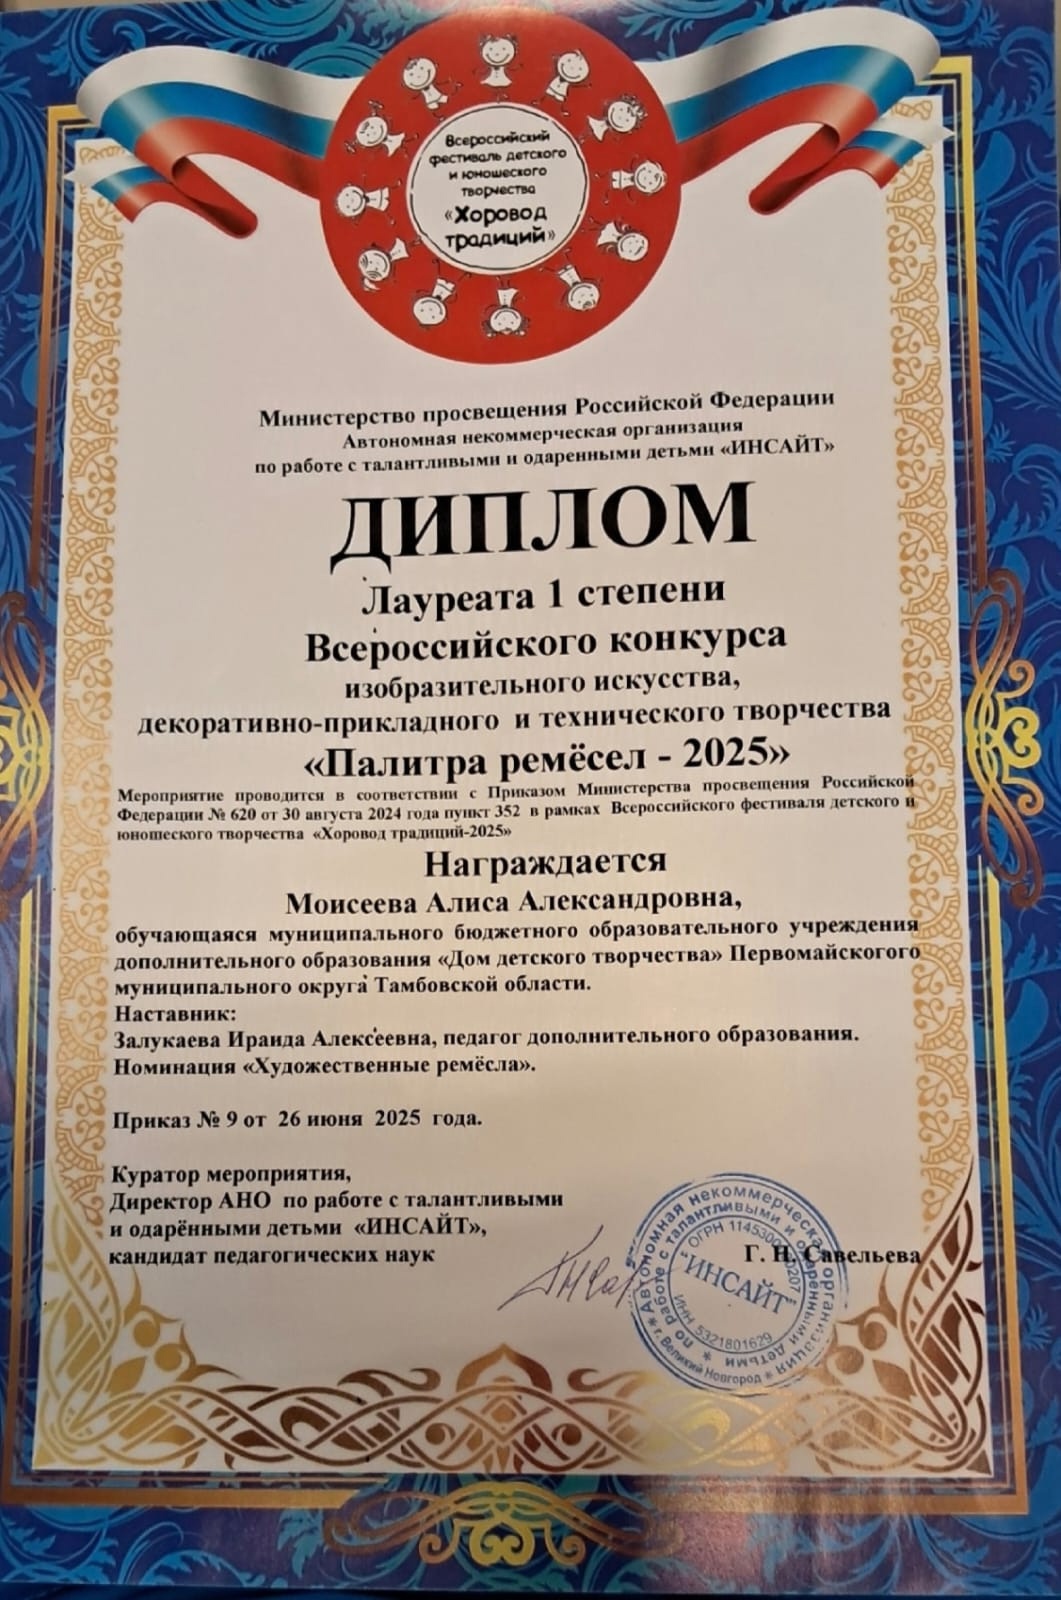 Всероссийский
фестиваль детского
и юношеского
творчества
«Хоровод
традиций»
Министерство просвещения Российской Федерации
Автономная некоммерческая организация
по работе с талантливыми и одаренными детьми «ИНСАЙТ»
ДИПЛОМ
Лауреата 1 степени
Всероссийского конкурса
изобразительного искусства,
декоративно-прикладного и технического творчества
«Палитра ремёсел - 2025»
Мероприятие проводится в соответствии с Приказом Министерства просвещения Российской
Федерации № 620 от 30 августа 2024 года пункт 352 в рамках Всероссийского фестиваля детского и
юношеского творчества «Хоровод традиций-2025»
Награждается
Моисеева Алиса Александровна,
обучающаяся муниципального бюджетного образовательного учреждения
дополнительного образования «Дом детского творчества» Первомайскогого
муниципального округа Тамбовской области.
Наставник:
Залукаева Ираида Алексеевна, педагог дополнительного образования.
Номинация «Художественные ремёсла».
Приказ № 9 от 26 июня 2025 года.
Куратор мероприятия,
Директор АНО по работе с талантливыми
и одарёнными детьми «ИНСАЙТ»,
кандидат педагогических наук
Г. Н. Савельева
Автономная некоммерческая организация
по работе с талантливыми и одаренными детьми
г. Великий Новгород
ОГРН
"ИНСАЙТ"
ИНН 5321801629